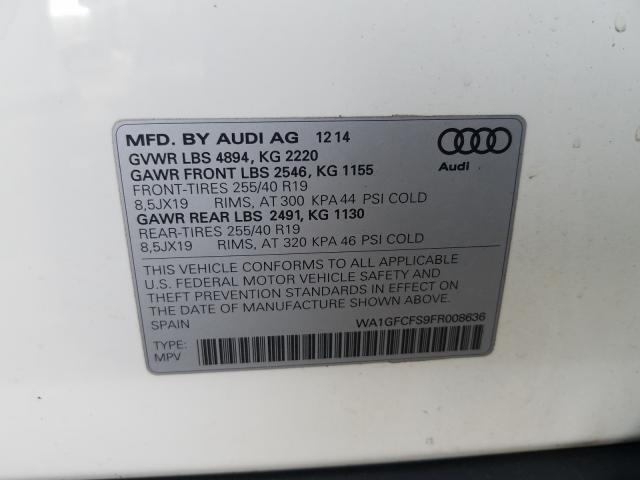 MFD. BY AUDI AG 12 14
GVWR LBS 4894, KG 2220
GAWR FRONT LBS 2546, KG 1155
FRONT-TIRES 255/40 R19
8,5JX19 RIMS, AT 300 KPA 44 PSI COLD
GAWR REAR LBS 2491, KG 1130
REAR-TIRES 255/40 R19
8,5JX19 RIMS, AT 320 KPA 46 PSI COLD
Audi
THIS VEHICLE CONFORMS TO ALL APPLICABLE
U.S. FEDERAL MOTOR VEHICLE SAFETY AND
THEFT PREVENTION STANDARDS IN EFFECT ON
THE DATE OF MANUFACTURE SHOWN ABOVE.
SPAIN WA1GFCFS9FR008636
TYPE:
MPV